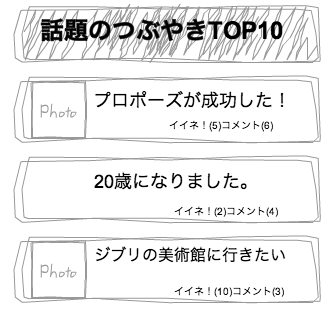 話題のつぶやきTOP10
Photo
プロポーズが成功した！
イイネ！(5)コメント(6)
20歳になりました。
イイネ！(2)コメント(4)
Photo
ジブリの美術館に行きたい
イイネ！(10)コメント(3)